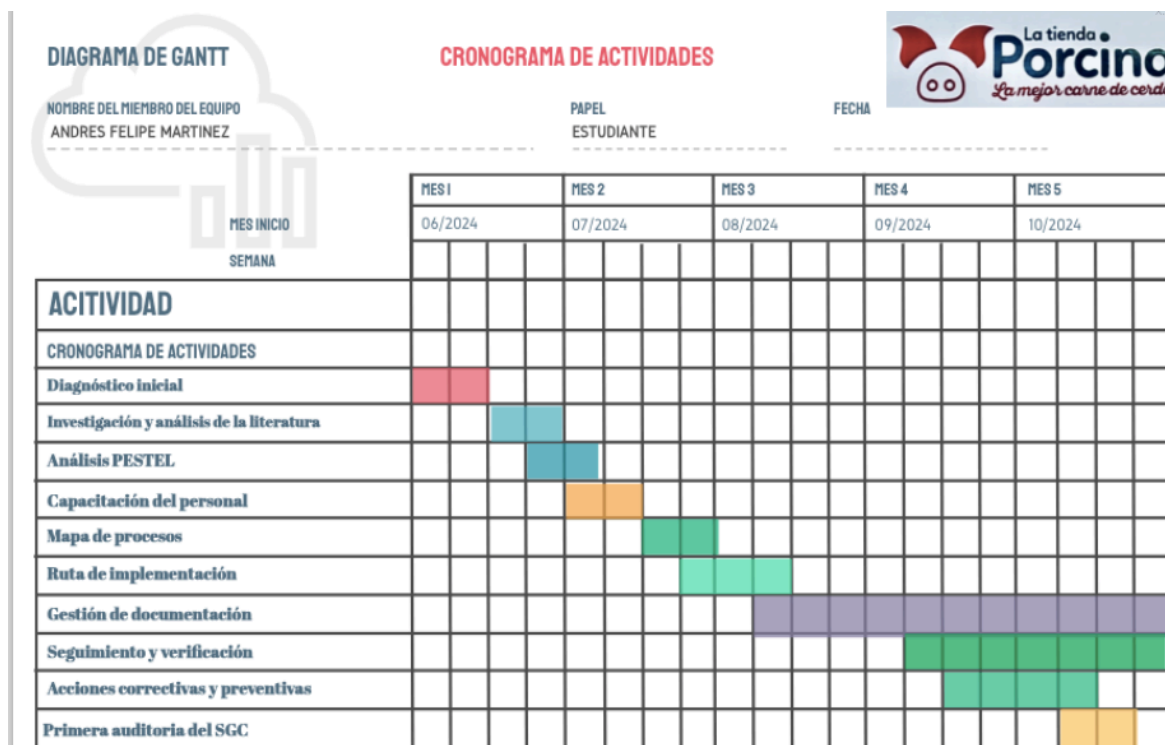 DIAGRAMA DE GANTT
CRONOGRAMA DE ACTIVIDADES
La tienda
Porcino
La mejor carne de cerdo
NOMBRE DEL MIEMBRO DEL EQUIPO
PAPEL
FECHA
ANDRES FELIPE MARTINEZ
ESTUDIANTE
MES 1
MES 2
MES 3
MES 4
MES 5
MES INICIO
06/2024
07/2024
08/2024
09/2024
10/2024
SEMANA
ACITIVIDAD
CRONOGRAMA DE ACTIVIDADES
Diagnóstico inicial
Investigación y análisis de la literatura
Análisis PESTEL
Capacitación del personal
Mapa de procesos
Ruta de implementación
Gestión de documentación
Seguimiento y verificación
Acciones correctivas y preventivas
Primera auditoria del SGC